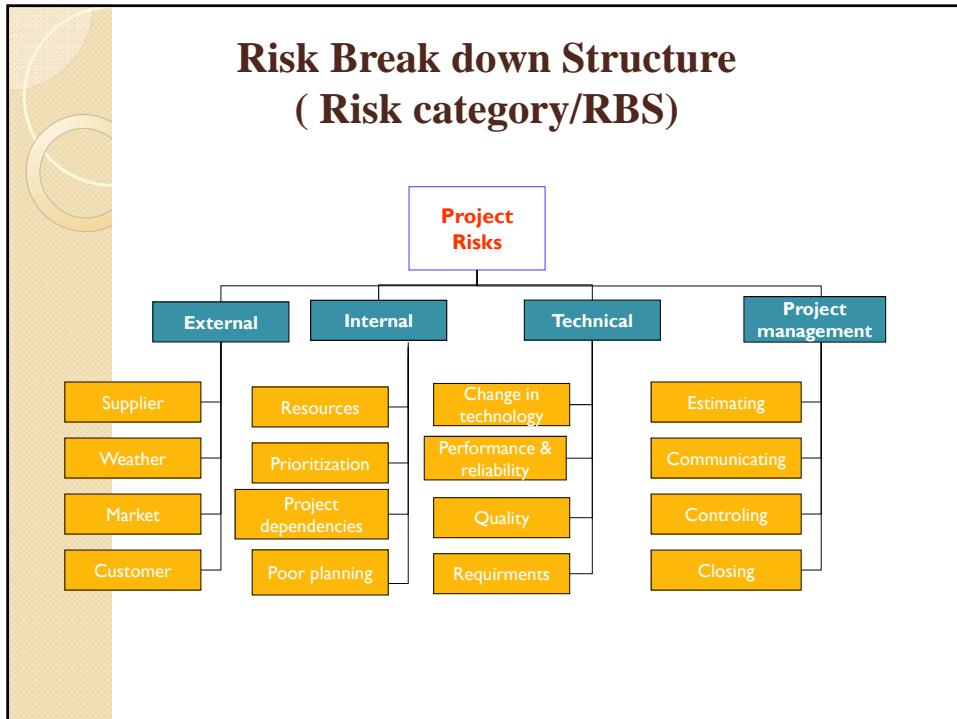 Risk Break down Structure
( Risk category/RBS)
Project
Risks
External
Internal
Technical
Project
management
Supplier
Weather
Market
Customer
Resources
Prioritization
Project
dependencies
Poor planning
Change in
technology
Performance &
reliability
Quality
Requirments
Estimating
Communicating
Controling
Closing